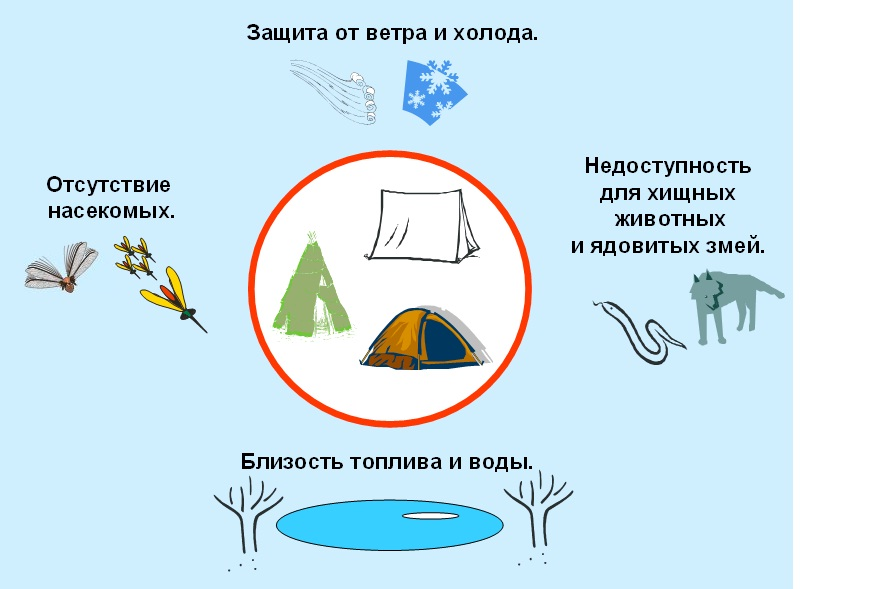 Защита от ветра и холода.
Отсутствие
насекомых.
Недоступность
для хищных
животных
и ядовитых змей.
Близость топлива и воды.